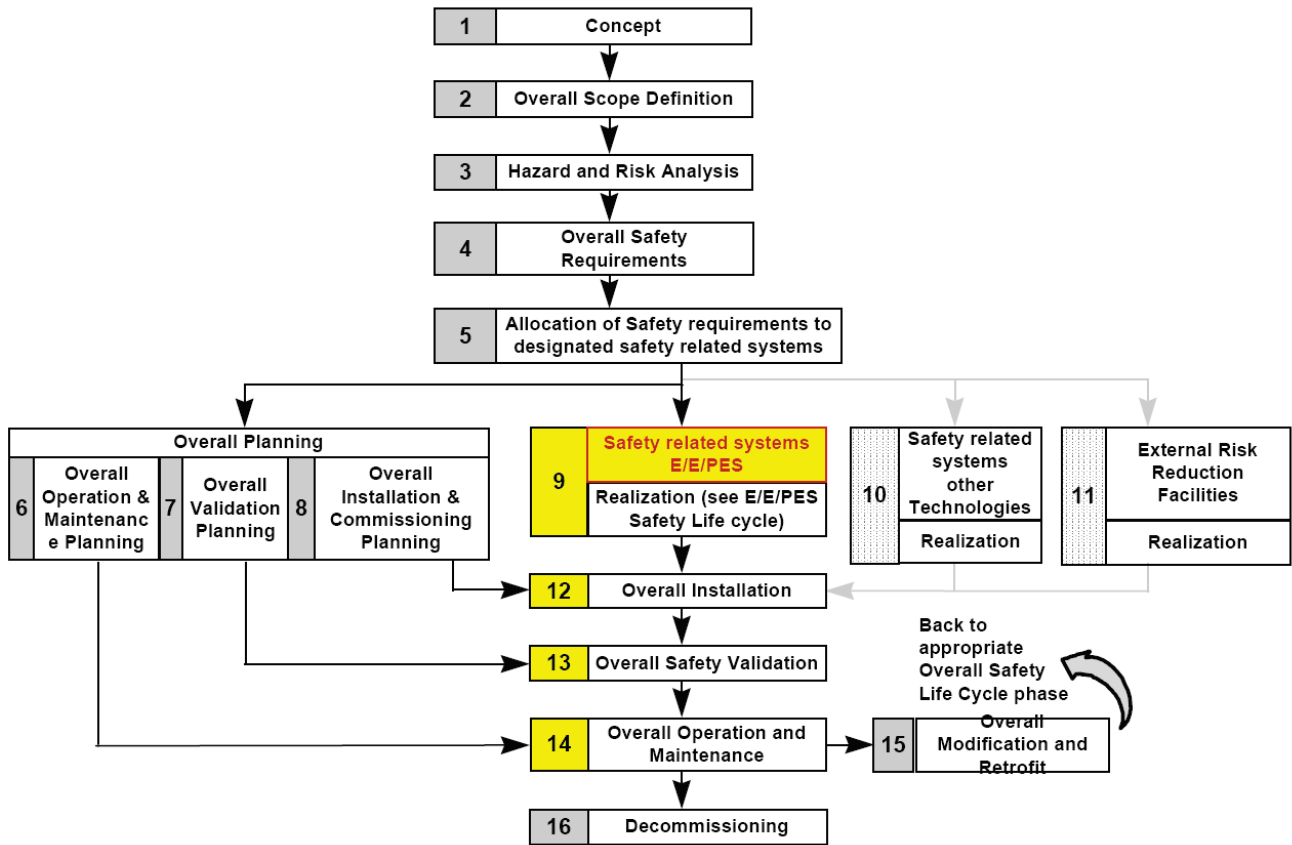 1
Concept
2
Overall Scope Definition
3
Hazard and Risk Analysis
4
Overall Safety
Requirements
5
Allocation of Safety requirements to
designated safety related systems
Overall Planning
6
Overall
Operation &
Maintenanc
e Planning
7
Overall
Validation
Planning
8
Overall
Installation &
Commissioning
Planning
9
Safety related systems
E/E/PES
Realization (see E/E/PES
Safety Life cycle)
10
Safety related
systems
other
Technologies
Realization
11
External Risk
Reduction
Facilities
Realization
12
Overall Installation
13
Overall Safety Validation
14
Overall Operation and
Maintenance
Back to
appropriate
Overall Safety
Life Cycle phase
15
Overall
Modification and
Retrofit
16
Decommissioning